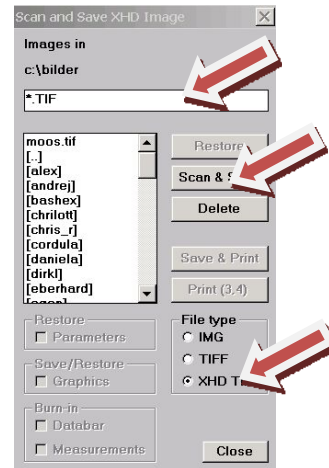 Scan and Save XHD Image
Images in
c:\bilder
*.TIF
moos.tif
[..]
[alex]
[andrej]
[bashex]
[chrilott]
[chris_r]
[cordula]
[daniela]
[dirkl]
[eberhard]
Restore
Scan &
Delete
Save & Print
Print (3,4)
Restore
Parameters
Save/Restore
Graphics
Burn-in
Databar
Measurements
File type
IMG
TIFF
XHD
Close